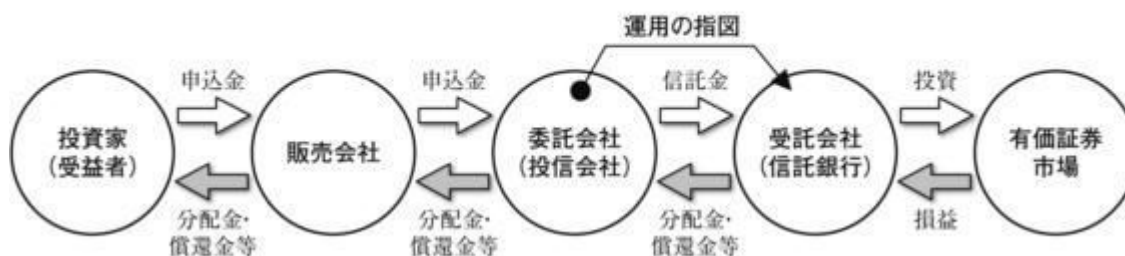 運用の指図
申込金
申込金
信託金
投資
投資家
(受益者)
販売会社
委託会社
(投信会社)
受託会社
(信託銀行)
有価証券
市場
分配金・
償還金等
分配金・
償還金等
分配金・
償還金等
損益